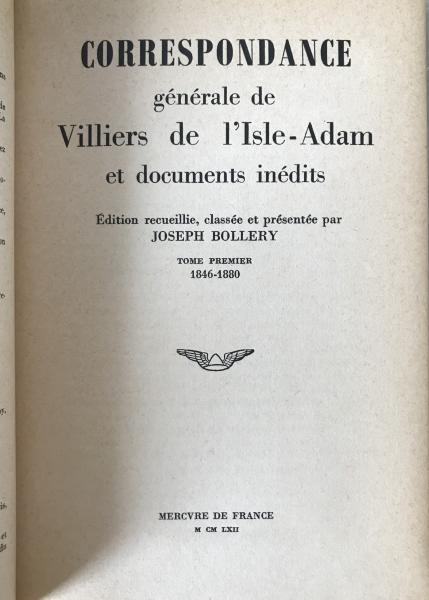 CORRESPONDANCE
générale de
Villiers de l'Isle-Adam
et documents inédits
Édition recueillie, classée et présentée par
JOSEPH BOLLERY
TOME PREMIER
1846-1880
MERCVRE DE FRANCE
M CM LXII